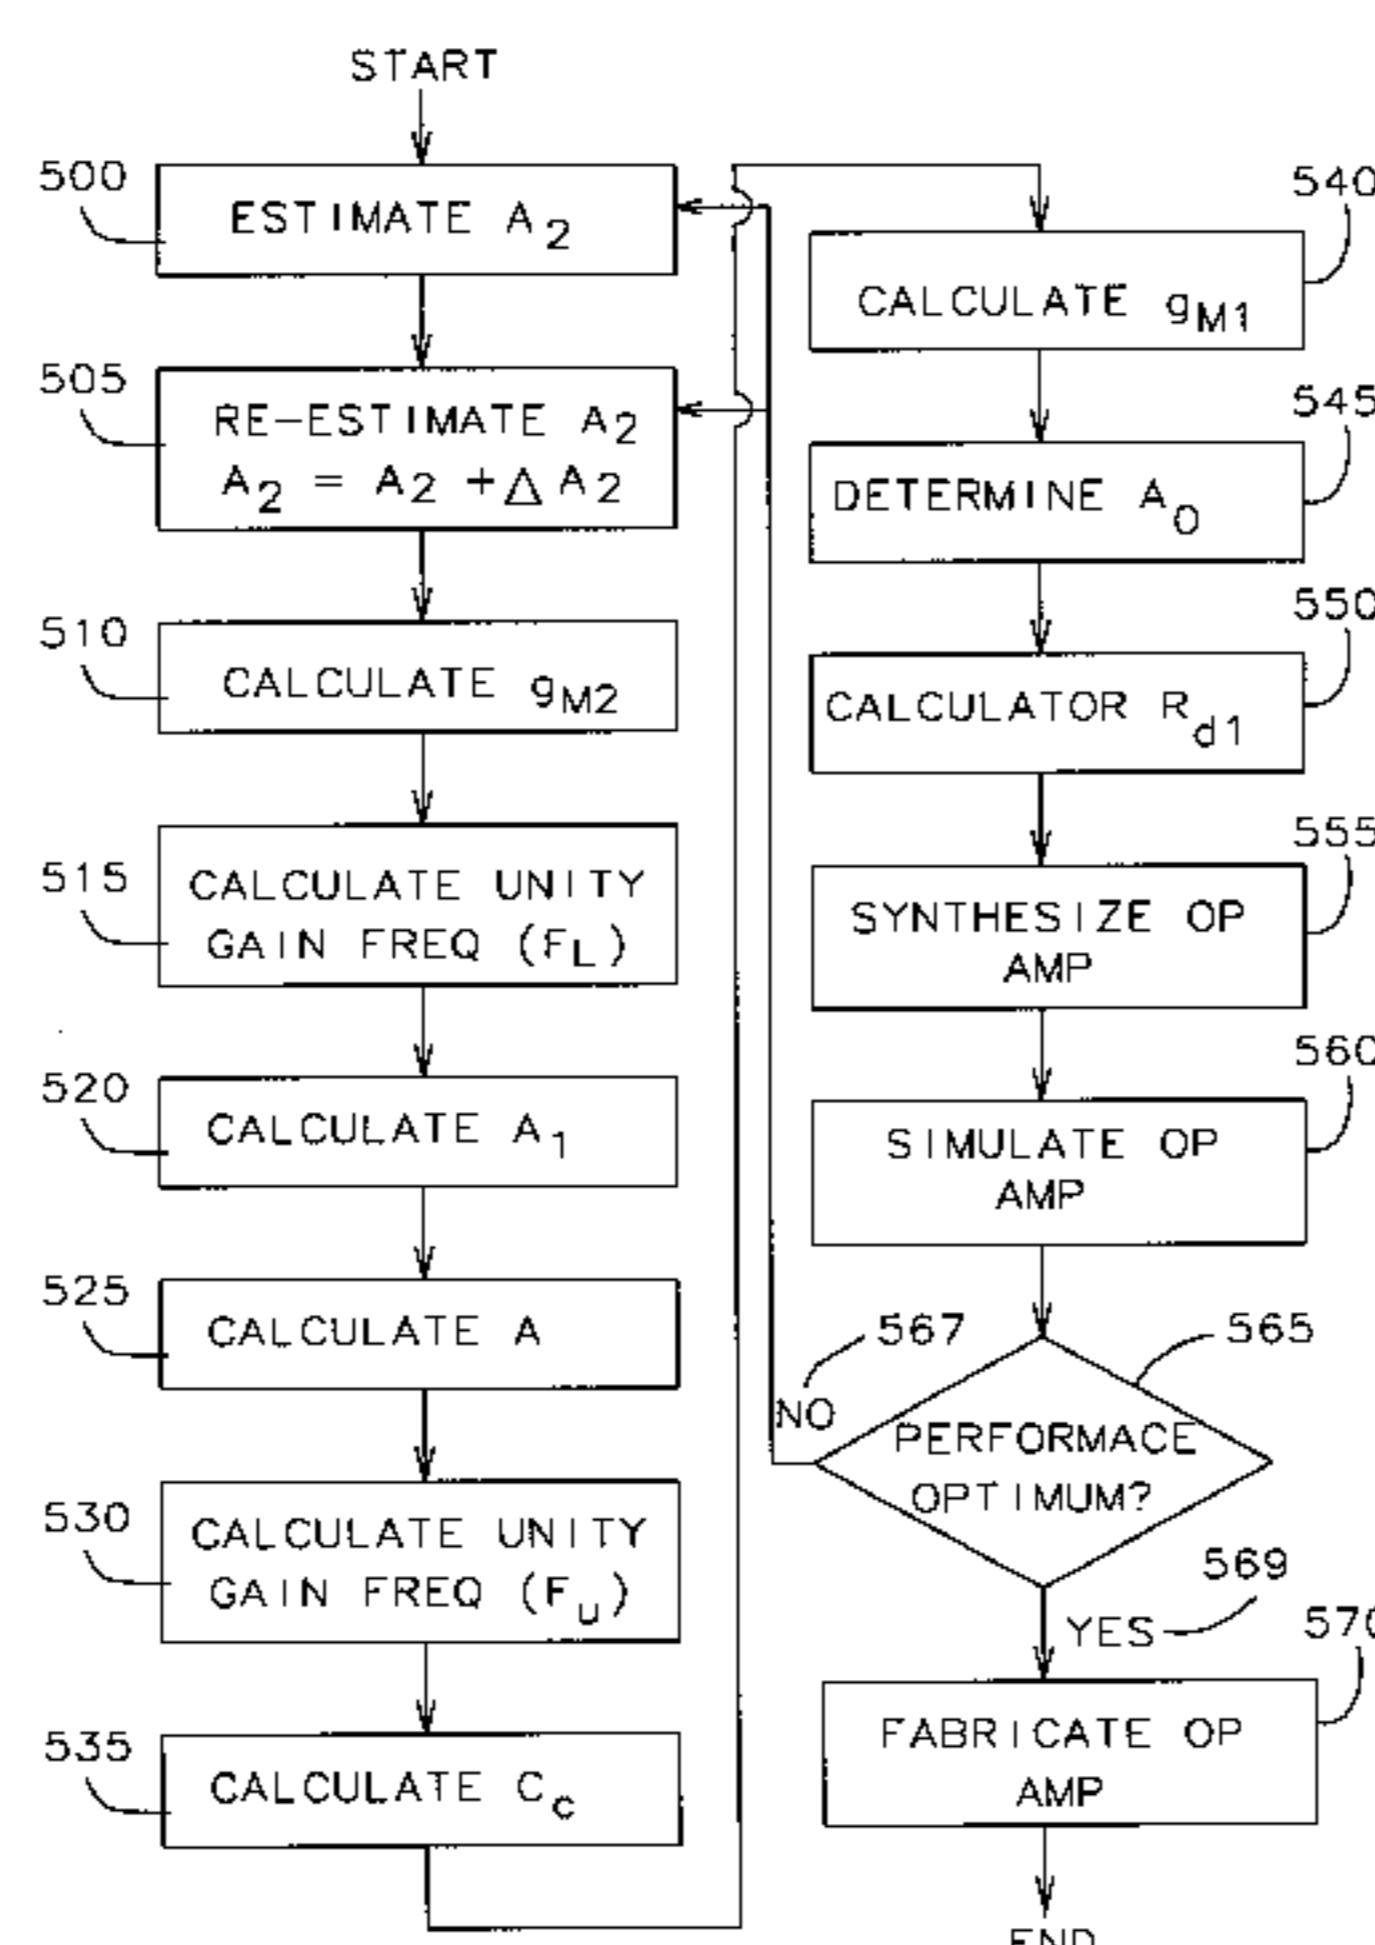 START
500
ESTIMATE A2
505
RE-ESTIMATE A2
A2 = A2 + Δ A2
510
CALCULATE gM2
515
CALCULATE UNITY
GAIN FREQ (FL)
520
CALCULATE A1
525
CALCULATE A
530
CALCULATE UNITY
GAIN FREQ (Fu)
535
CALCULATE Cc
540
CALCULATE gM1
545
DETERMINE A0
550
CALCULATOR Rd1
555
SYNTHESIZE OP
AMP
560
SIMULATE OP
AMP
567
565
NO
PERFORMACE
OPTIMUM?
569
YES
570
FABRICATE OP
AMP
END